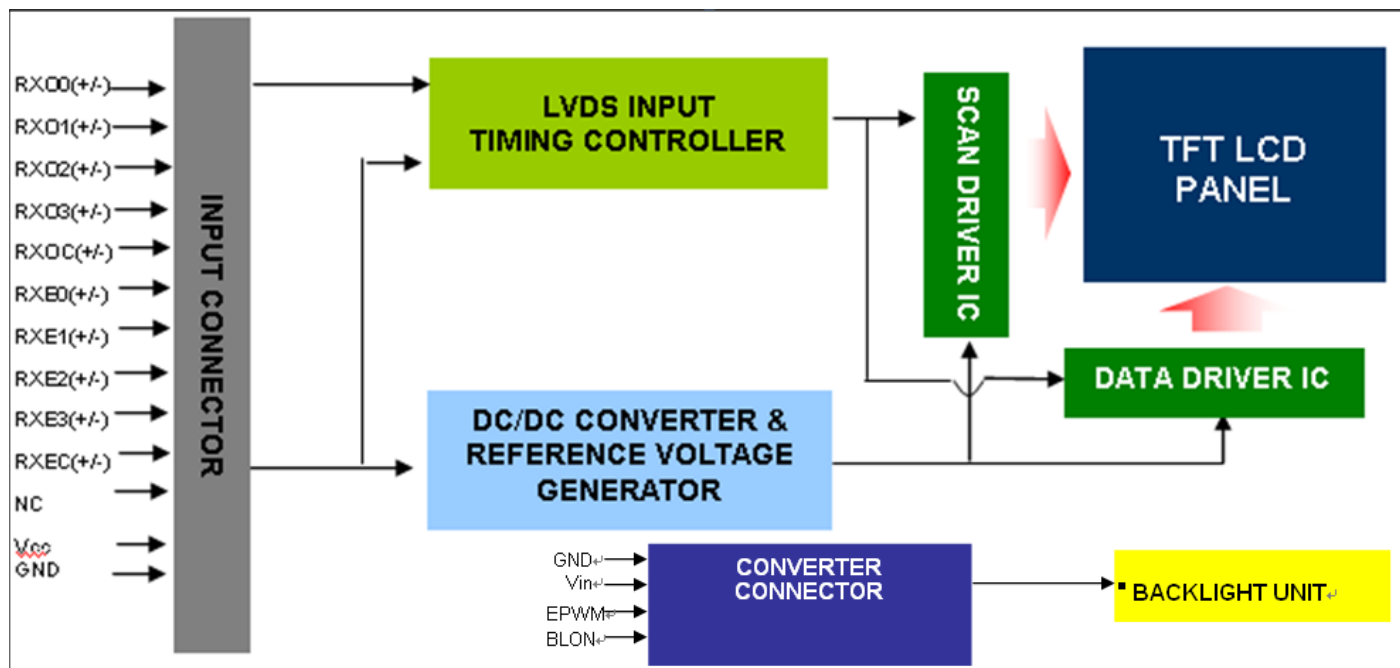 RXO0(+/-)
RXO1(+/-)
RXO2(+/-)
RXO3(+/-)
RXOC(+/-)
RXE0(+/-)
RXE1(+/-)
RXE2(+/-)
RXE3(+/-)
RXEC(+/-)
NC
Vcc
GND
INPUT CONNECTOR
LVDS INPUT
TIMING CONTROLLER
SCAN DRIVER IC
TFT LCD
PANEL
DATA DRIVER IC
DC/DC CONVERTER &
REFERENCE VOLTAGE
GENERATOR
GND
Vin
EPWM
BLON
CONVERTER
CONNECTOR
BACKLIGHT UNIT